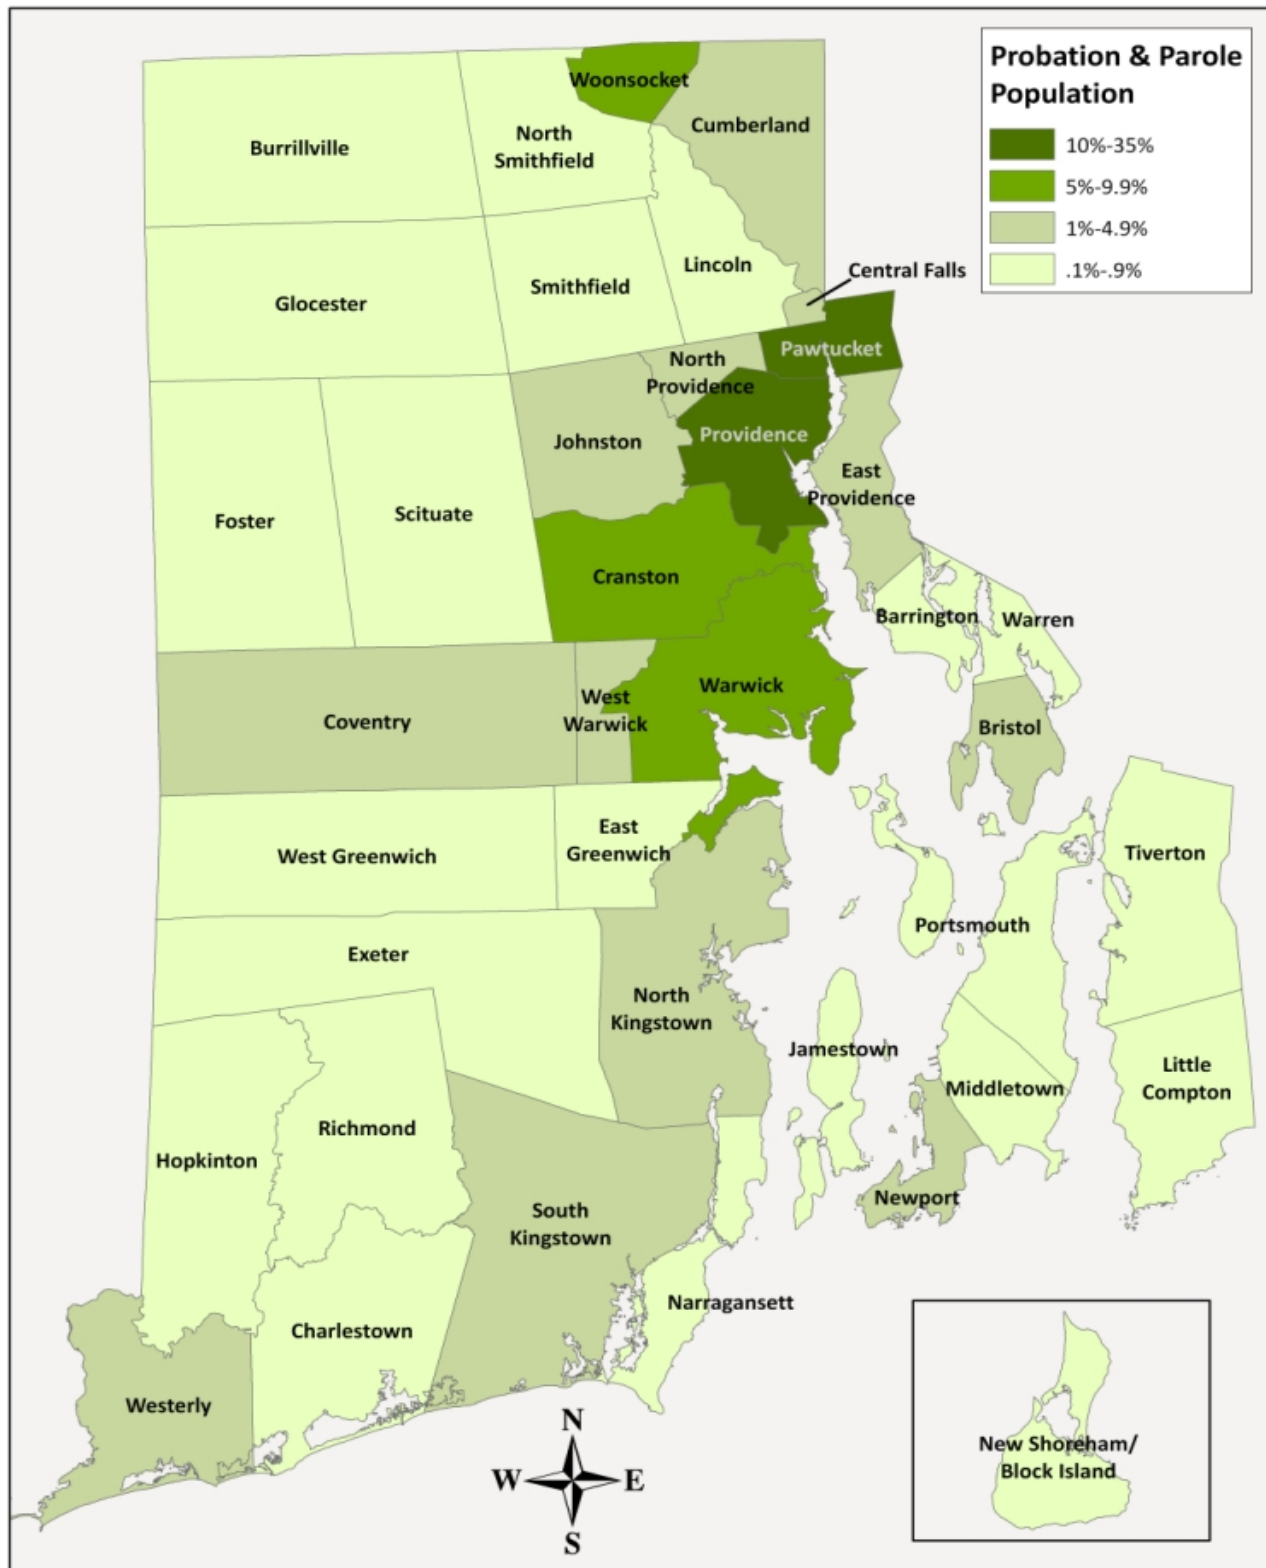 Probation & Parole
Population
10%-35%
5%-9.9%
1%-4.9%
.1%-.9%
Woonsocket
Cumberland
Burrillville
North
Smithfield
Lincoln
Central Falls
Smithfield
Glocester
Pawtucket
North
Providence
Providence
Johnston
East
Providence
Foster
Scituate
Cranston
Barrington
Warren
Warwick
West
Warwick
Coventry
Bristol
East
Greenwich
West Greenwich
Tiverton
Portsmouth
Exeter
North
Kingstown
Jamestown
Middletown
Little
Compton
Richmond
Hopkinton
Newport
South
Kingstown
Narragansett
Charlestown
Westerly
N
W
E
S
New Shoreham/
Block Island